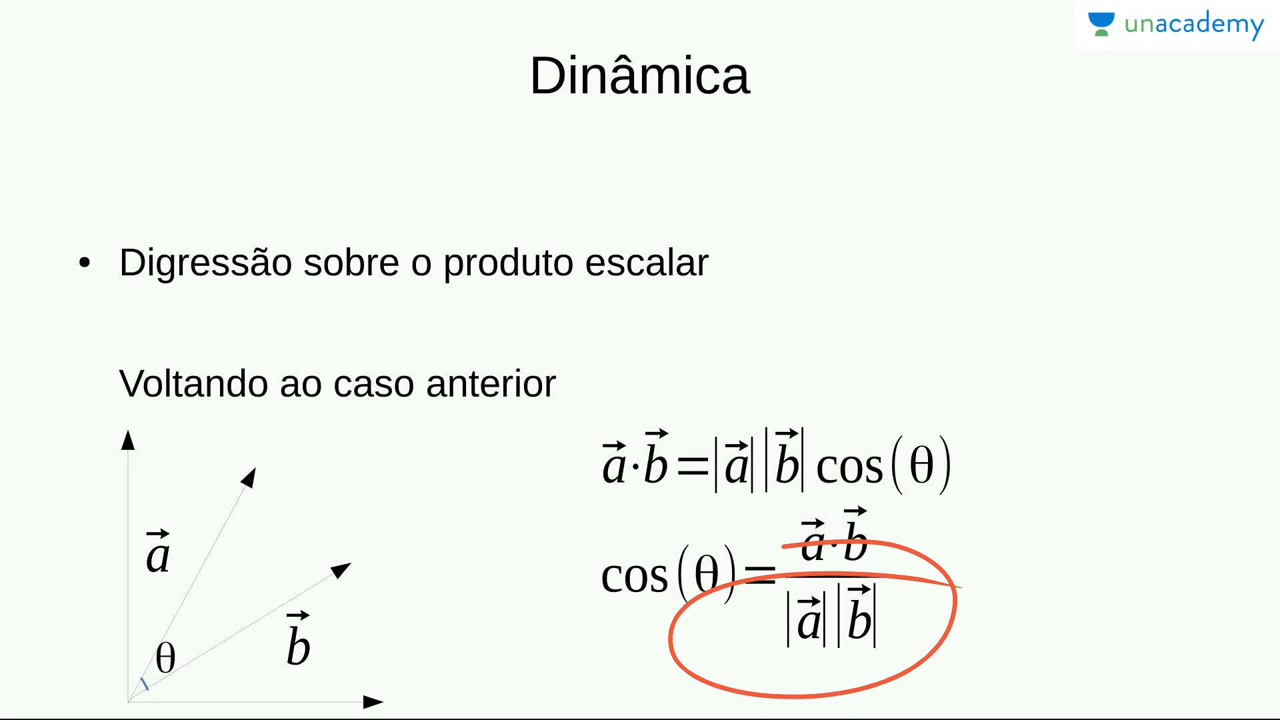 unacademy
Dinâmica
• Digressão sobre o produto escalar
Voltando ao caso anterior
a⃗·b⃗=|a⃗||b⃗|cos(θ)
cos(θ)=a⃗·b⃗/|a⃗||b⃗|
a⃗
b⃗
θ